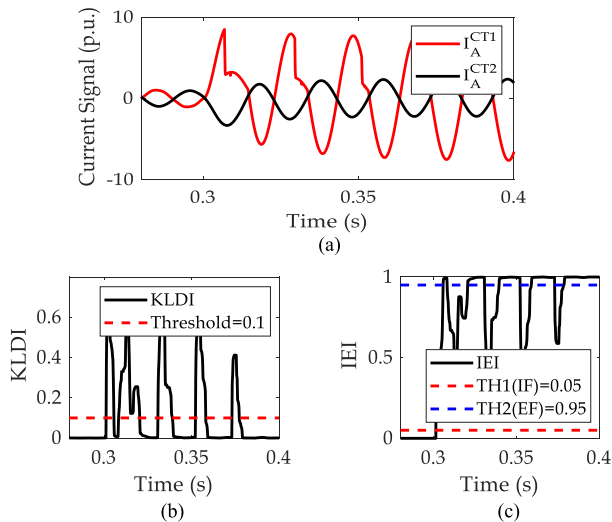 10
0
-10
Current Signal (p.u.)
I_A^CT1
I_A^CT2
0.3
0.35
0.4
Time (s)
(a)
0.6
0.4
0.2
0
KLDI
KLDI
Threshold=0.1
0.3
0.35
0.4
Time (s)
(b)
1
0.5
0
IEI
IEI
TH1(IF)=0.05
TH2(EF)=0.95
0.3
0.35
0.4
Time (s)
(c)